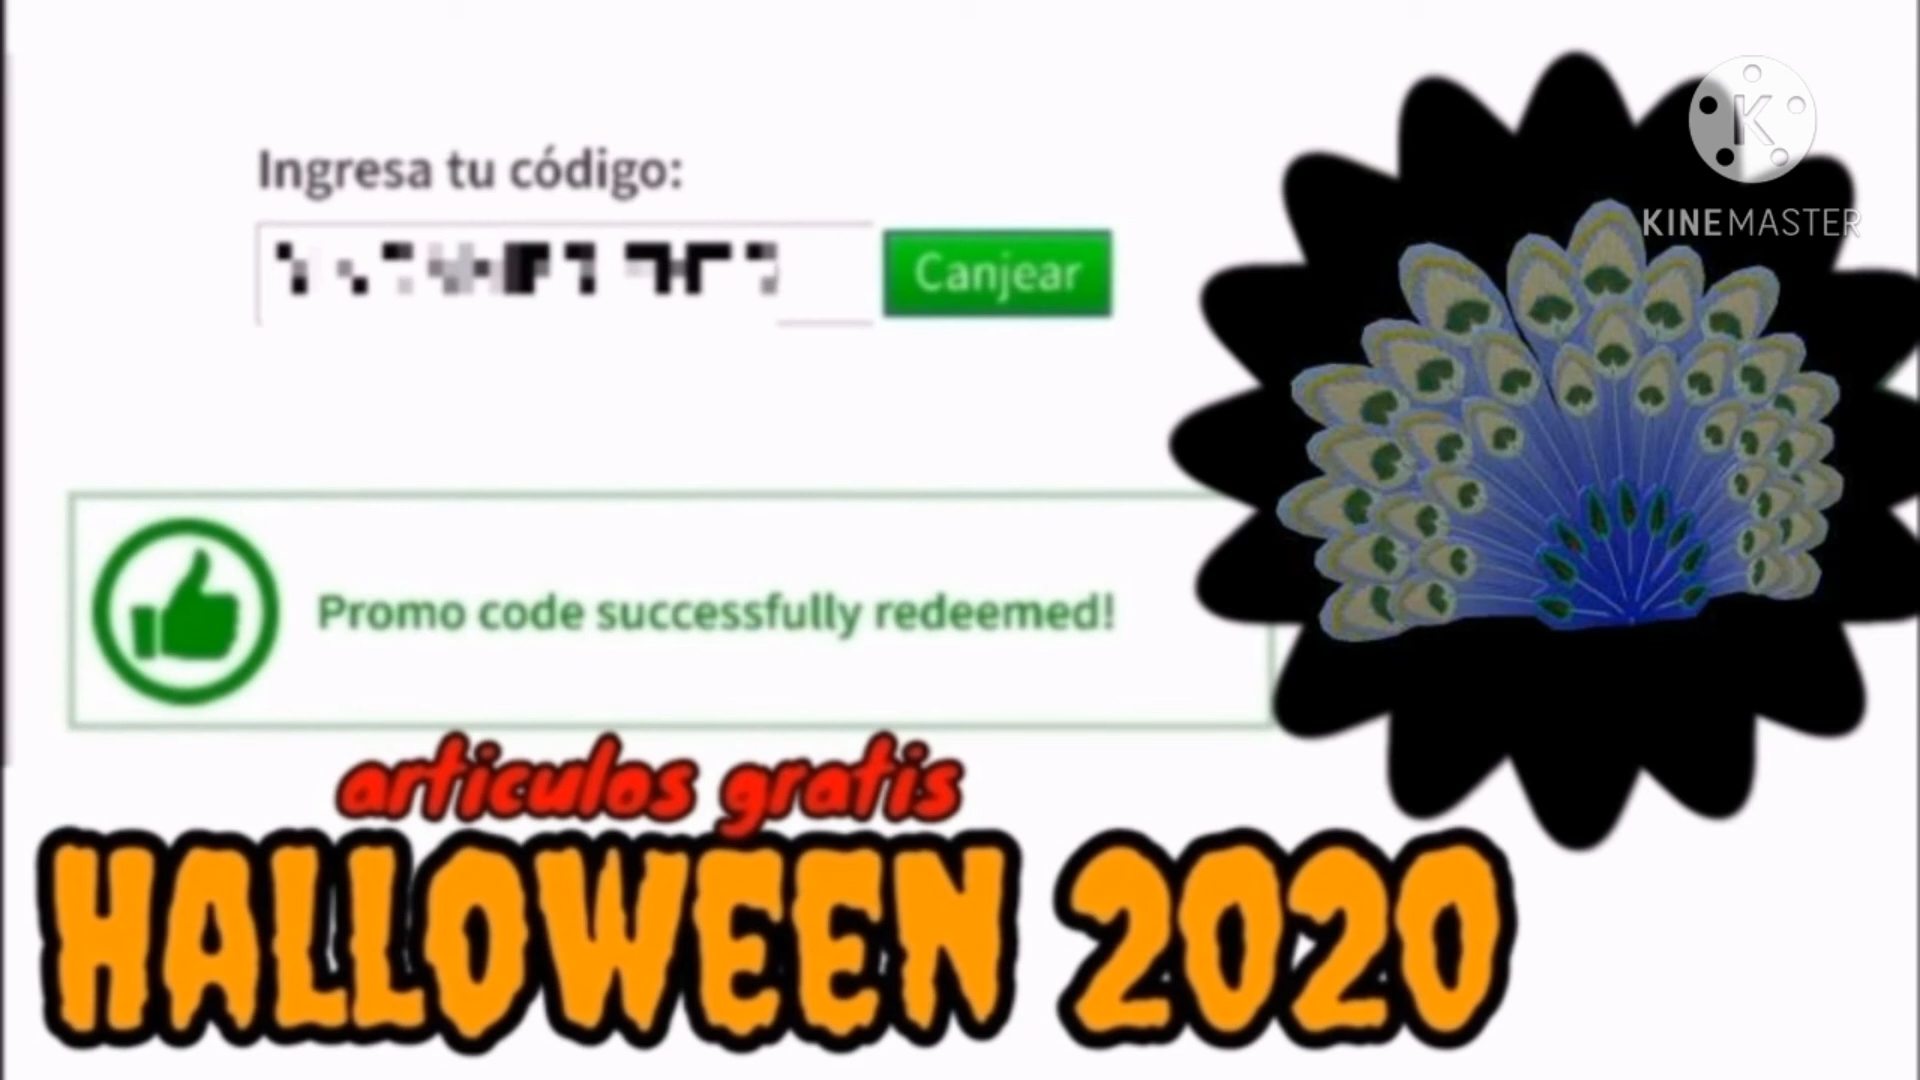 Ingresa tu código:
Canjear
K
KINEMASTER
Promo code successfully redeemed!
articulos gratis
HALLOWEEN 2020